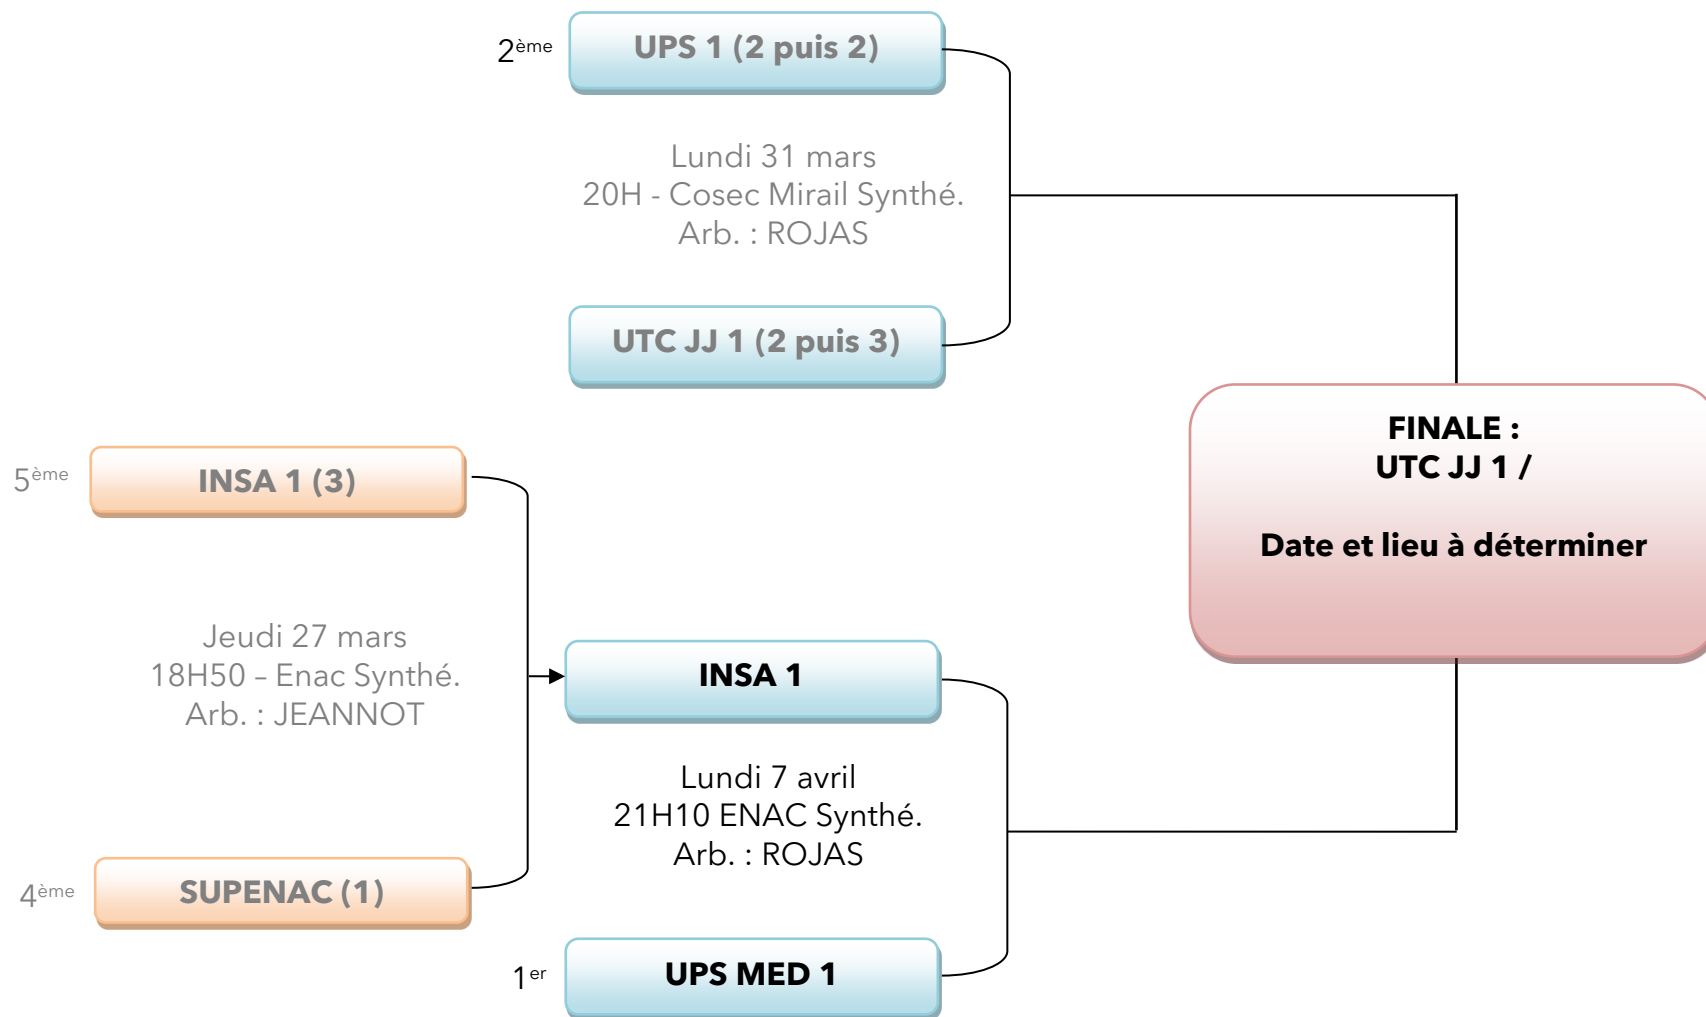 2ème
UPS 1 (2 puis 2)
Lundi 31 mars
20H - Cosec Mirail Synthé.
Arb. : ROJAS
UTC JJ 1 (2 puis 3)
FINALE :
UTC JJ 1 /
Date et lieu à déterminer
5ème
INSA 1 (3)
Jeudi 27 mars
18H50 – Enac Synthé.
Arb. : JEANNOT
4ème
SUPENAC (1)
INSA 1
Lundi 7 avril
21H10 ENAC Synthé.
Arb. : ROJAS
1er
UPS MED 1